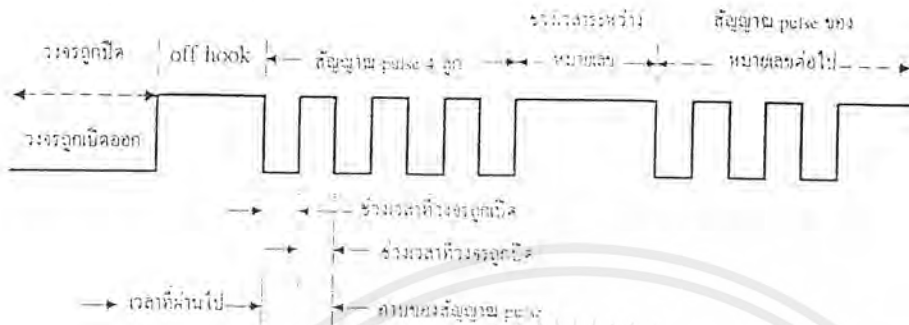 ช่วงเวลาระหว่าง
หมายเลข
สัญญาณ pulse ของ
หมายเลขต่อไป
วงจรถูกปิด
off hook
สัญญาณ pulse 4 ลูก
วงจรถูกเปิดออก
ช่วงเวลาที่วงจรถูกเปิด
ช่วงเวลาที่วงจรถูกปิด
เวลาที่ผ่านไป
คาบของสัญญาณ pulse